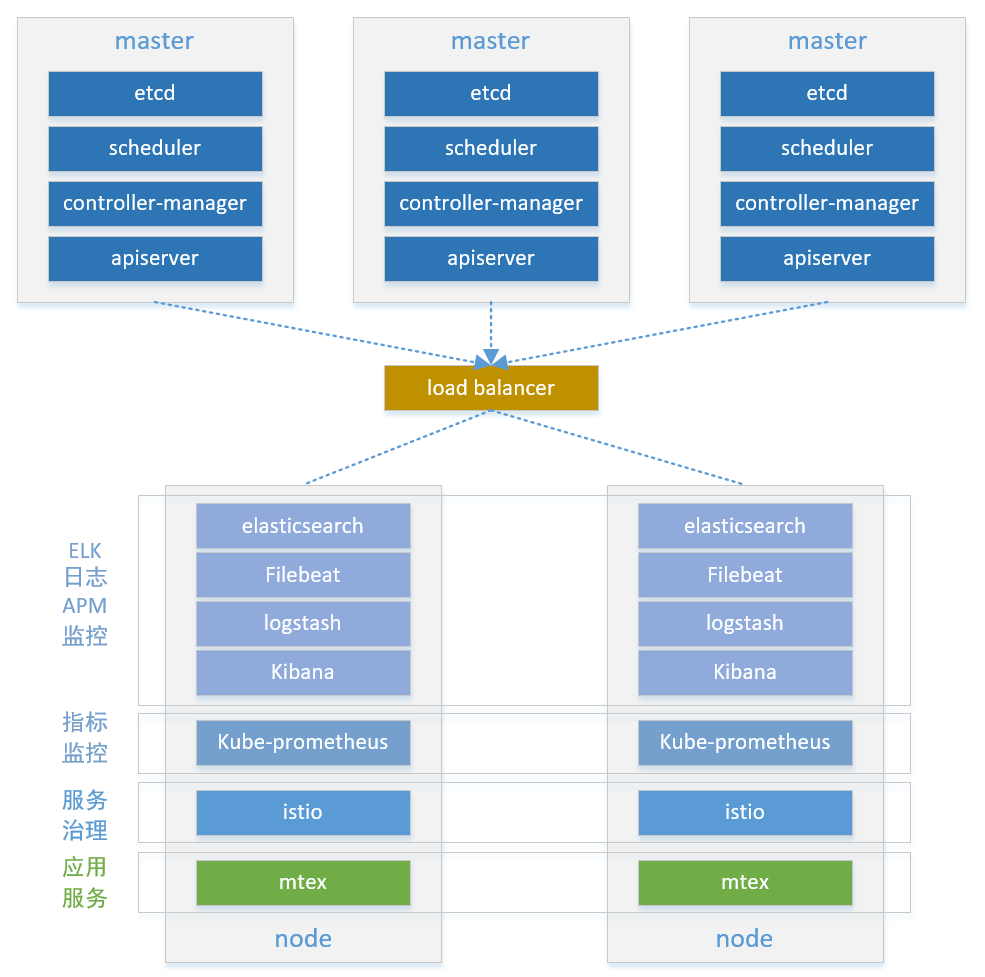 master
etcd
scheduler
controller-manager
apiserver
master
etcd
scheduler
controller-manager
apiserver
master
etcd
scheduler
controller-manager
apiserver
load balancer
ELK
日志
APM
监控
elasticsearch
Filebeat
logstash
Kibana
elasticsearch
Filebeat
logstash
Kibana
指标
监控
Kube-prometheus
Kube-prometheus
服务
治理
istio
istio
应用
服务
mtex
mtex
node
node